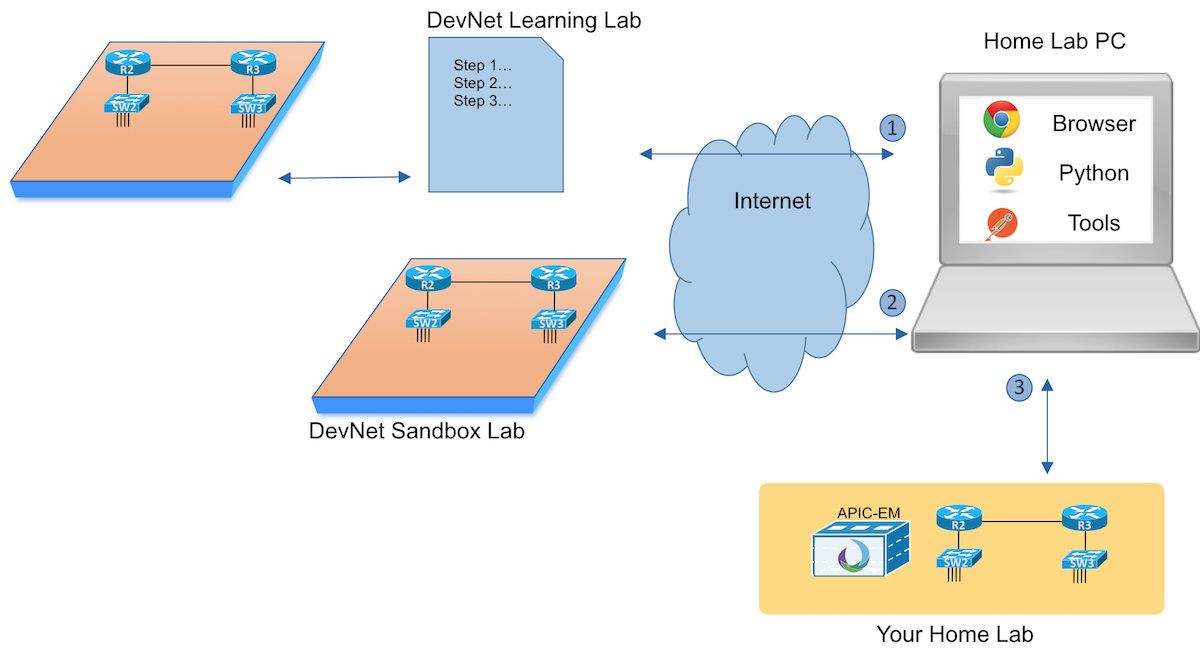 DevNet Learning Lab
Home Lab PC
R2
R3
SW2
SW3
Step 1...
Step 2...
Step 3...
1
Browser
Python
Tools
Internet
R2
R3
SW2
SW3
2
DevNet Sandbox Lab
3
APIC-EM
R2
R3
SW2
SW3
Your Home Lab